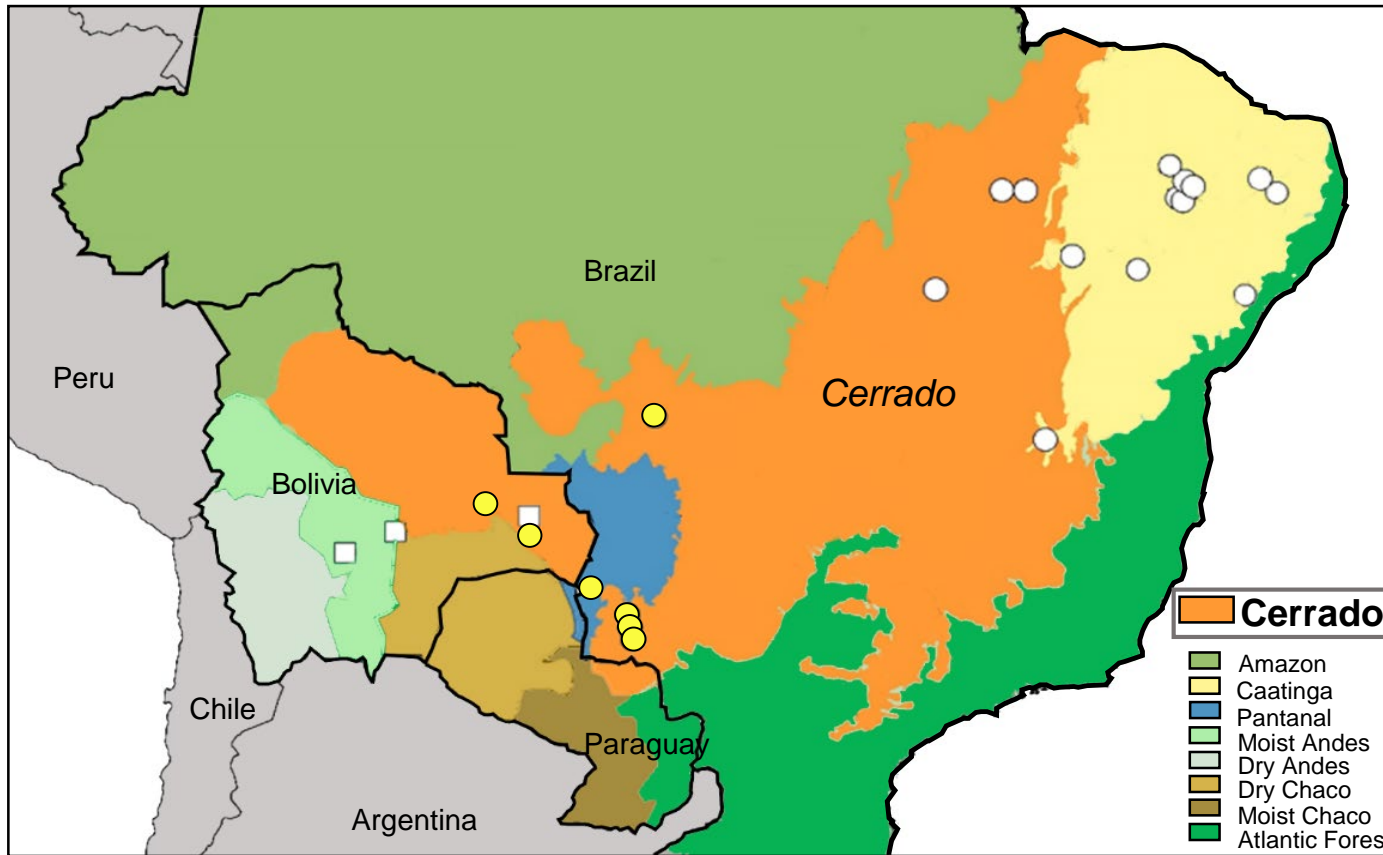 Brazil
Peru
Cerrado
Bolivia
Chile
Paraguay
Argentina
Cerrado
Amazon
Caatinga
Pantanal
Moist Andes
Dry Andes
Dry Chaco
Moist Chaco
Atlantic Fores